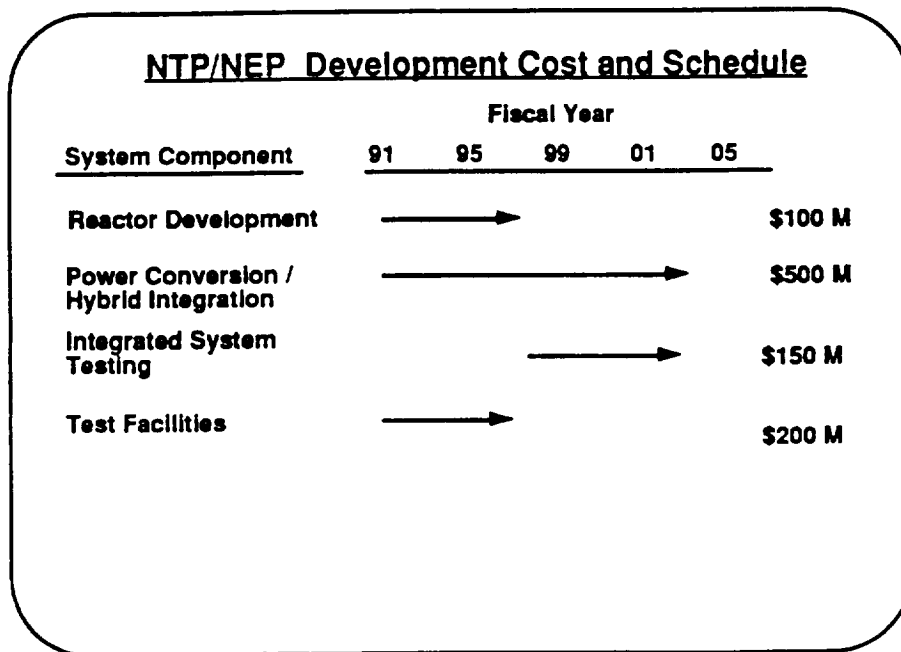 NTP/NEP Development Cost and Schedule
Fiscal Year
System Component 91 95 99 01 05
Reactor Development $100 M
Power Conversion / $500 M
Hybrid Integration
Integrated System
Testing $150 M
Test Facilities
$200 M